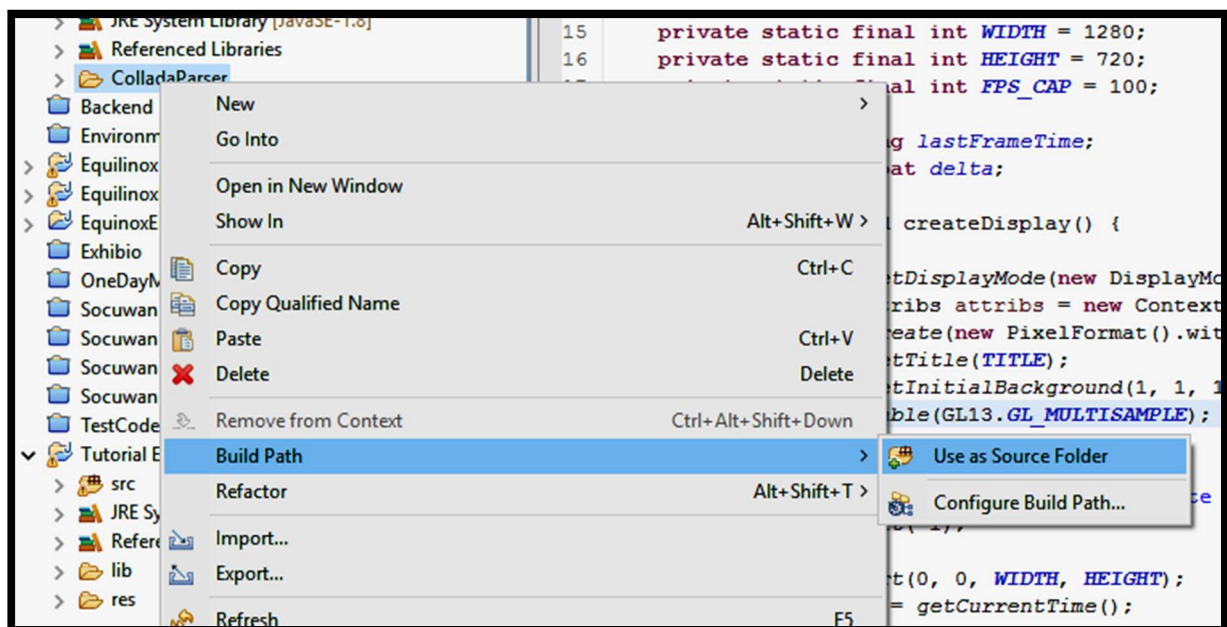 JRE System Library [JavaSE-1.8]
Referenced Libraries
ColladaParser
Backend
Environm
Equilinox
Equilinox
EquinoxE
Exhibio
OneDayM
Socuwan
Socuwan
Socuwan
Socuwan
TestCode
Tutorial E
src
JRE Sy
Refere
lib
res
New
Go Into
Open in New Window
Show In Alt+Shift+W
Copy Ctrl+C
Copy Qualified Name
Paste Ctrl+V
Delete Delete
Remove from Context Ctrl+Alt+Shift+Down
Build Path
Refactor Alt+Shift+T
Import...
Export...
Refresh F5
Use as Source Folder
Configure Build Path...
15 private static final int WIDTH = 1280;
16 private static final int HEIGHT = 720;
al int FPS_CAP = 100;
g lastFrameTime;
at delta;
createDisplay() {
tDisplayMode(new DisplayMo
ribs attribs = new Context
eate(new PixelFormat().wit
tTitle(TITLE);
tInitialBackground(1, 1, 1
ble(GL13.GL_MULTISAMPLE);
t(0, 0, WIDTH, HEIGHT);
= getCurrentTime();